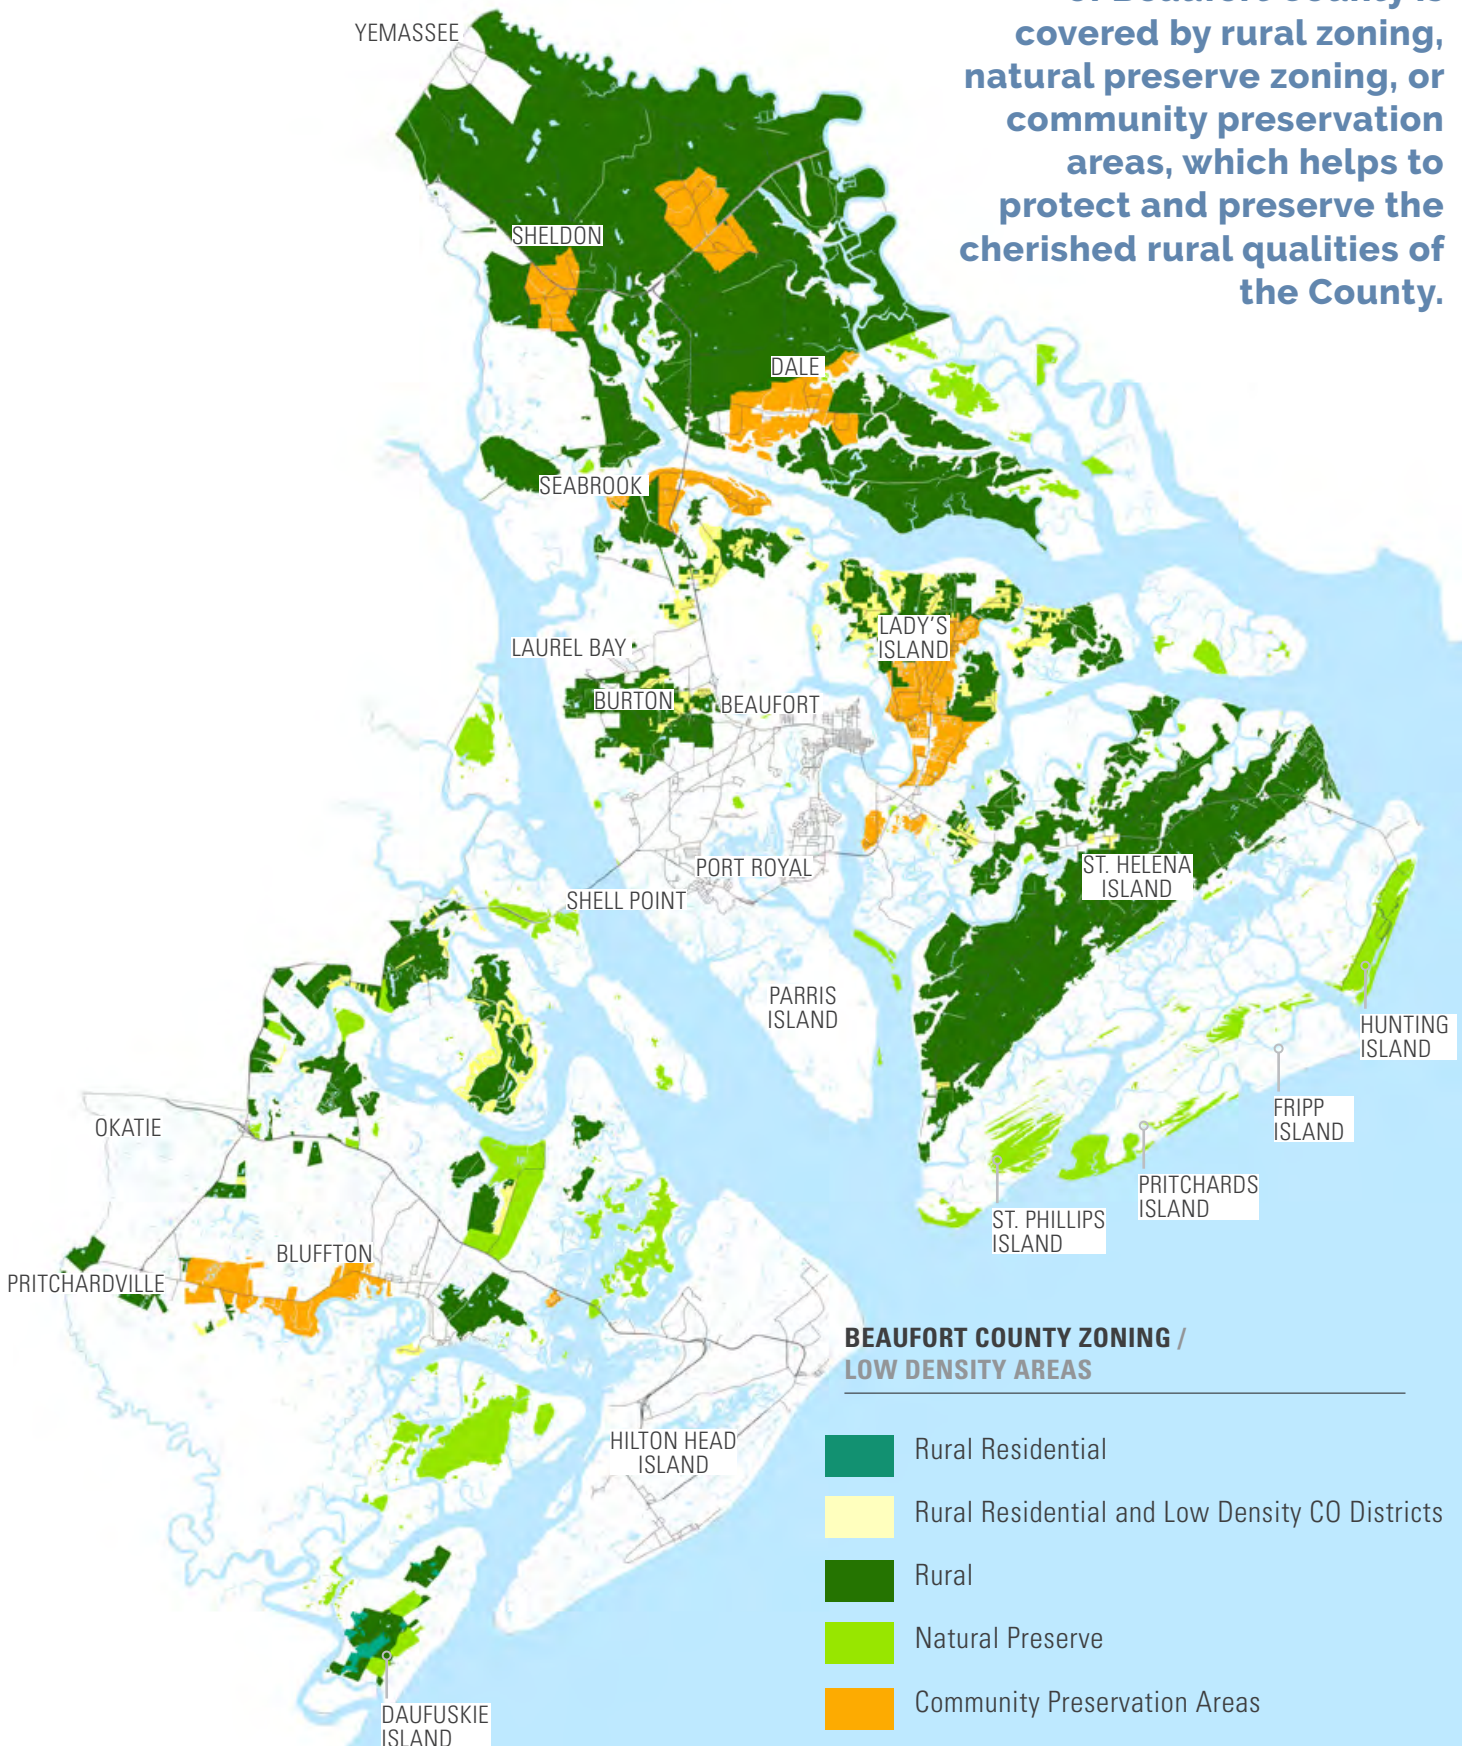 covered by rural zoning,
natural preserve zoning, or
community preservation
areas, which helps to
protect and preserve the
cherished rural qualities of
the County.
YEMASSEE
SHELDON
DALE
SEABROOK
LADY'S
ISLAND
LAUREL BAY
BURTON
BEAUFORT
PORT ROYAL
ST. HELENA
ISLAND
SHELL POINT
PARRIS
ISLAND
HUNTING
ISLAND
FRIPP
ISLAND
OKATIE
PRITCHARDS
ISLAND
ST. PHILLIPS
ISLAND
BLUFFTON
PRITCHARDVILLE
HILTON HEAD
ISLAND
DAUFUSKIE
ISLAND
BEAUFORT COUNTY ZONING /
LOW DENSITY AREAS
Rural Residential
Rural Residential and Low Density CO Districts
Rural
Natural Preserve
Community Preservation Areas